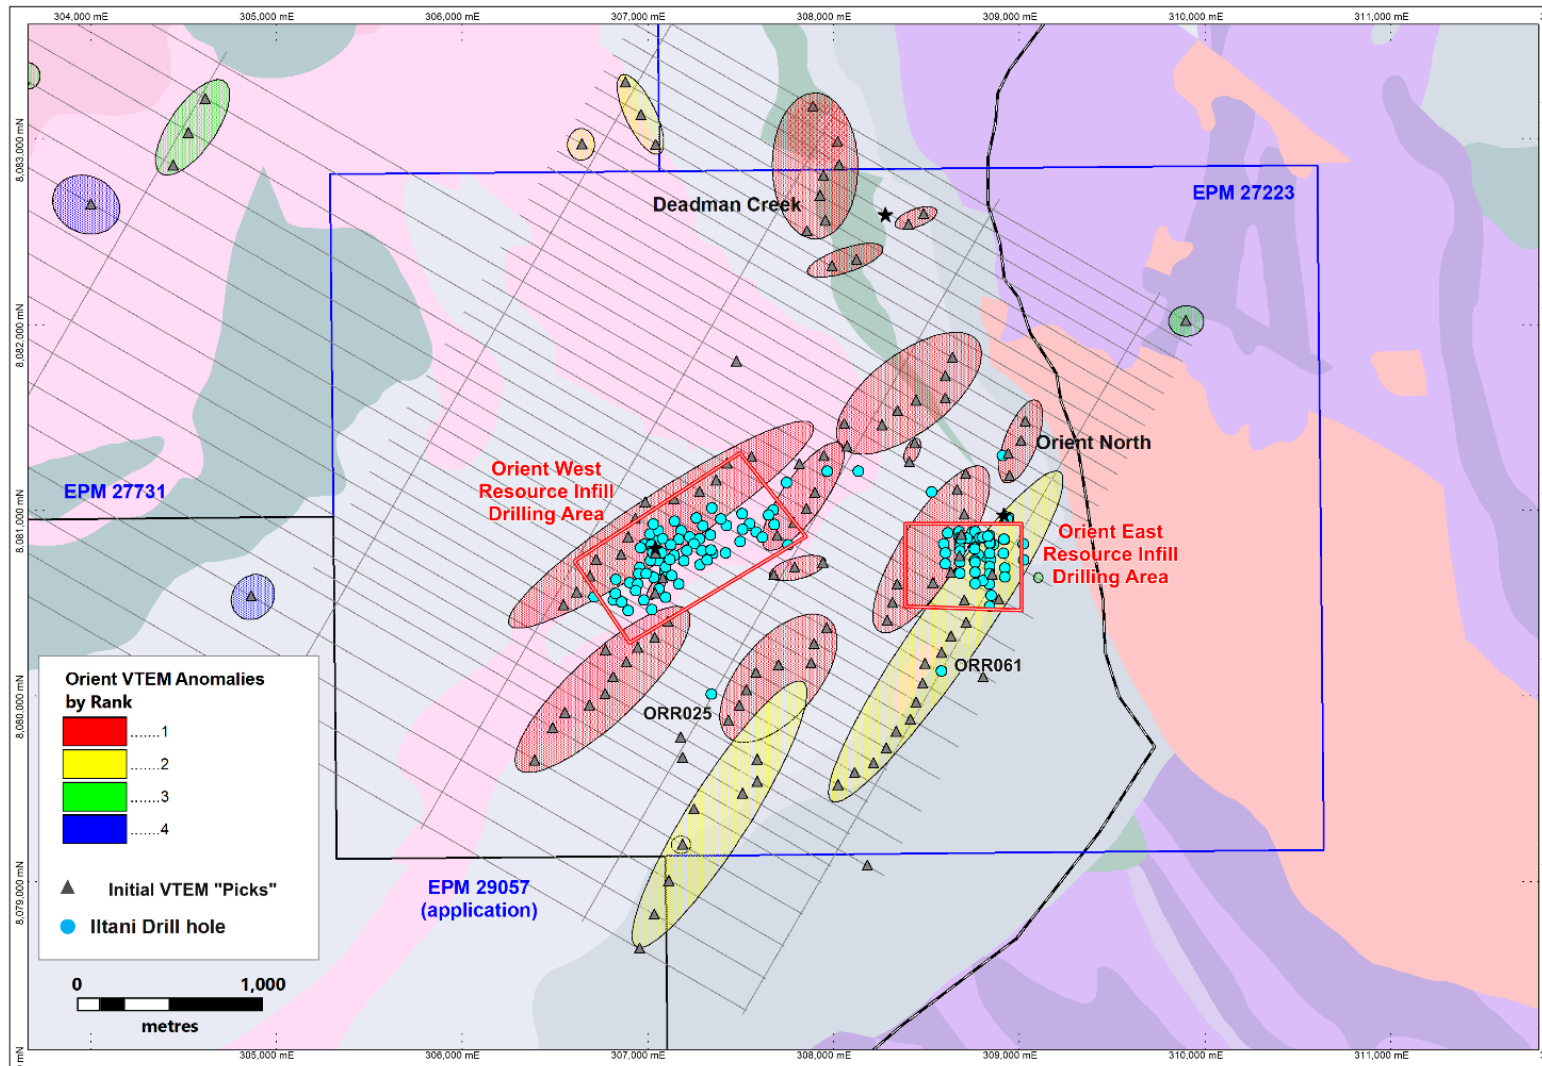 304,000 mE
305,000 mE
306,000 mE
307,000 mE
308,000 mE
309,000 mE
310,000 mE
311,000 mE
8,083,000 mN
8,082,000 mN
8,081,000 mN
8,080,000 mN
8,079,000 mN
mN
EPM 27223
Deadman Creek
Orient North
Orient West
Resource Infill
Drilling Area
EPM 27731
Orient East
Resource Infill
Drilling Area
ORR061
ORR025
EPM 29057
(application)
Orient VTEM Anomalies
by Rank
.......1
.......2
.......3
.......4
Initial VTEM "Picks"
Iltani Drill hole
0
1,000
metres
305,000 mE
306,000 mE
307,000 mE
308,000 mE
309,000 mE
310,000 mE
311,000 mE